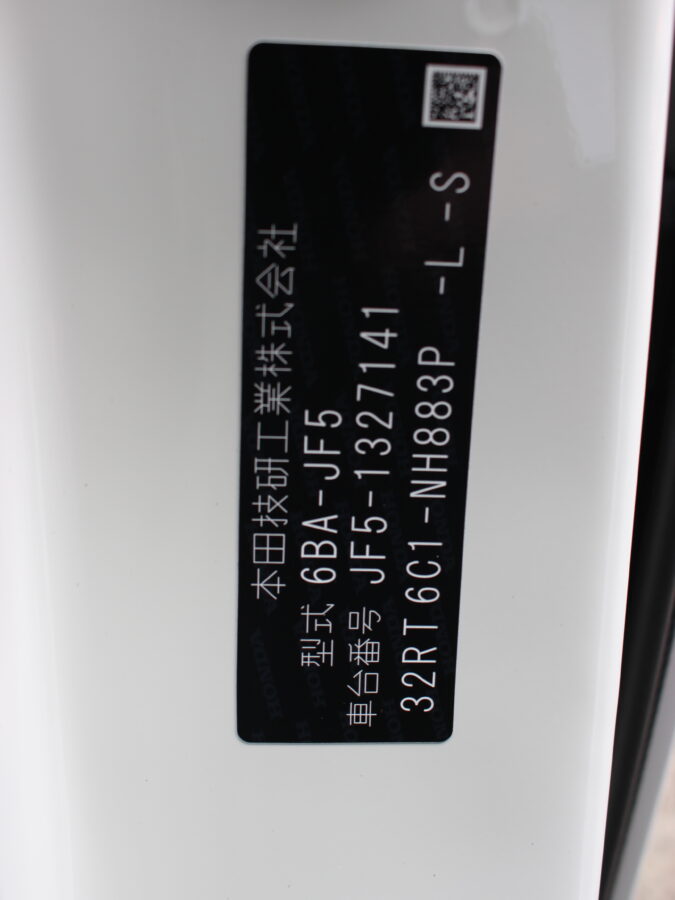 本田技研工業株式会社
型式 6BA-JF5
車台番号 JF5-1327141
32RT6C1-NH883P -L -S